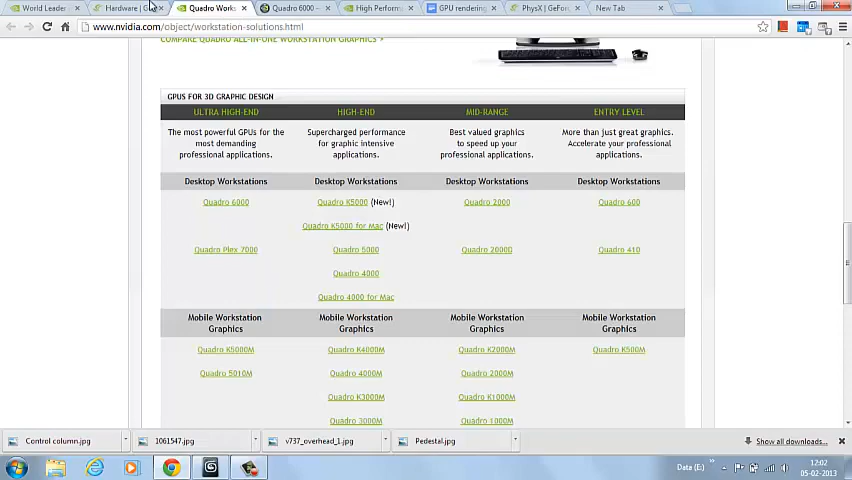 World Leader
Hardware | G
Quadro Works
Quadro 6000 –
High Performa
GPU rendering
PhysX | GeFor
New Tab
www.nvidia.com/object/workstation-solutions.html
COMPARE QUADRO ALL-IN-ONE WORKSTATION GRAPHICS >
GPUS FOR 3D GRAPHIC DESIGN
ULTRA HIGH-END HIGH-END MID-RANGE ENTRY LEVEL
The most powerful GPUs for the Supercharged performance Best valued graphics More than just great graphics.
most demanding for graphic intensive to speed up your Accelerate your professional
professional applications. applications. professional applications. applications.
Desktop Workstations Desktop Workstations Desktop Workstations Desktop Workstations
Quadro 6000 Quadro K5000 (New!) Quadro 2000 Quadro 600
Quadro K5000 for Mac (New!)
Quadro Plex 7000 Quadro 5000 Quadro 2000D Quadro 410
Quadro 4000
Quadro 4000 for Mac
Mobile Workstation Mobile Workstation Mobile Workstation Mobile Workstation
Graphics Graphics Graphics Graphics
Quadro K5000M Quadro K4000M Quadro K2000M Quadro K500M
Quadro 5010M Quadro 4000M Quadro 2000M
Quadro K3000M Quadro K1000M
Quadro 3000M Quadro 1000M
Control column.jpg 1061547.jpg v737_overhead_1.jpg Pedestal.jpg Show all downloads...
Data (E:) 12:02
05-02-2013